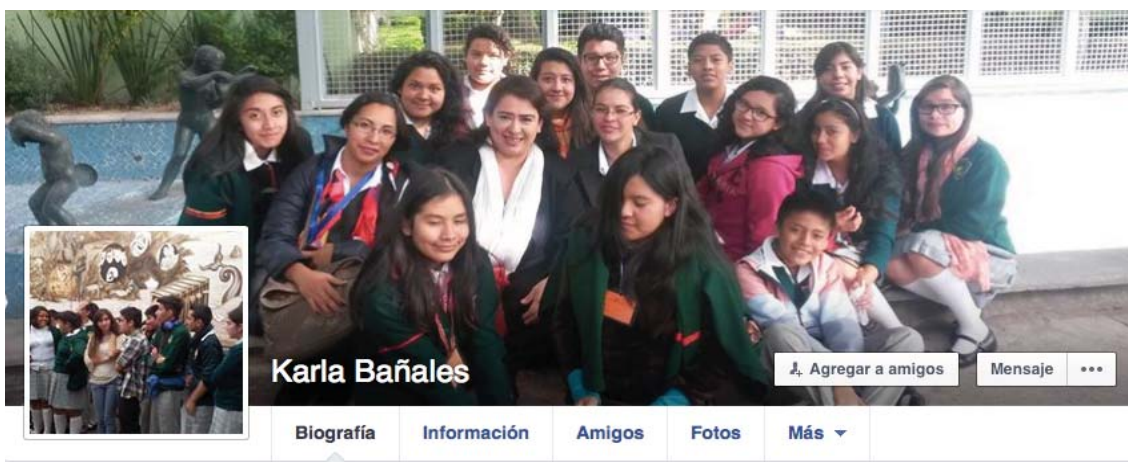 Karla Bañales
Agregar a amigos
Mensaje
Biografía
Información
Amigos
Fotos
Más